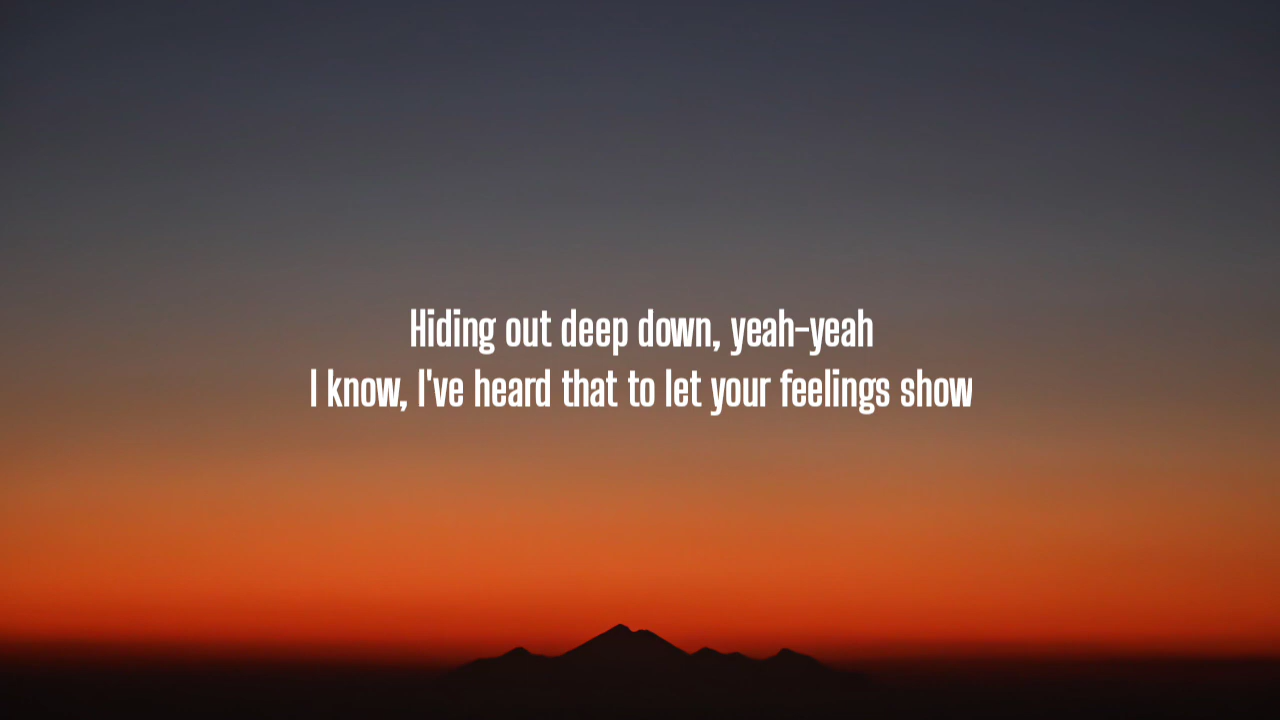 Hiding out deep down, yeah-yeah
I know, I've heard that to let your feelings show